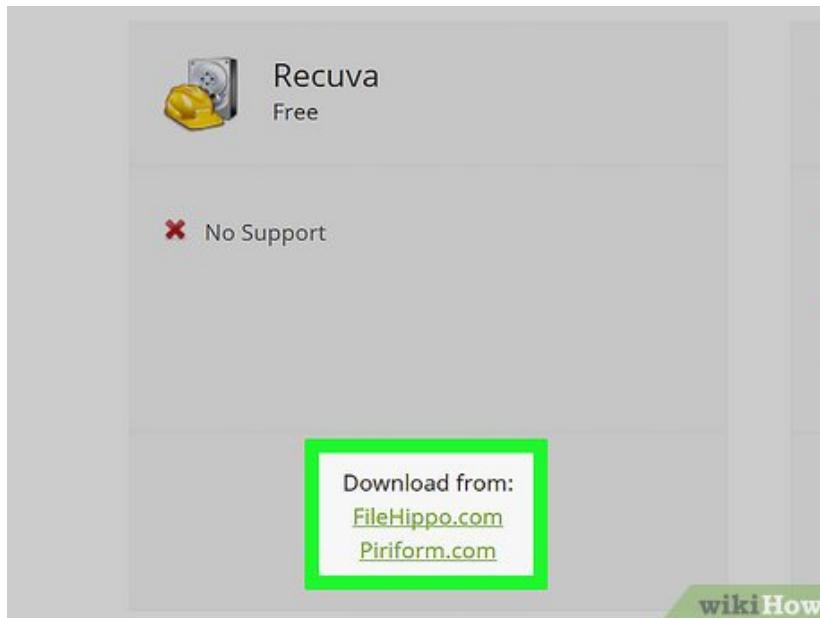 Recuva
Free
No Support
Download from:
FileHippo.com
Piriform.com
wikiHow